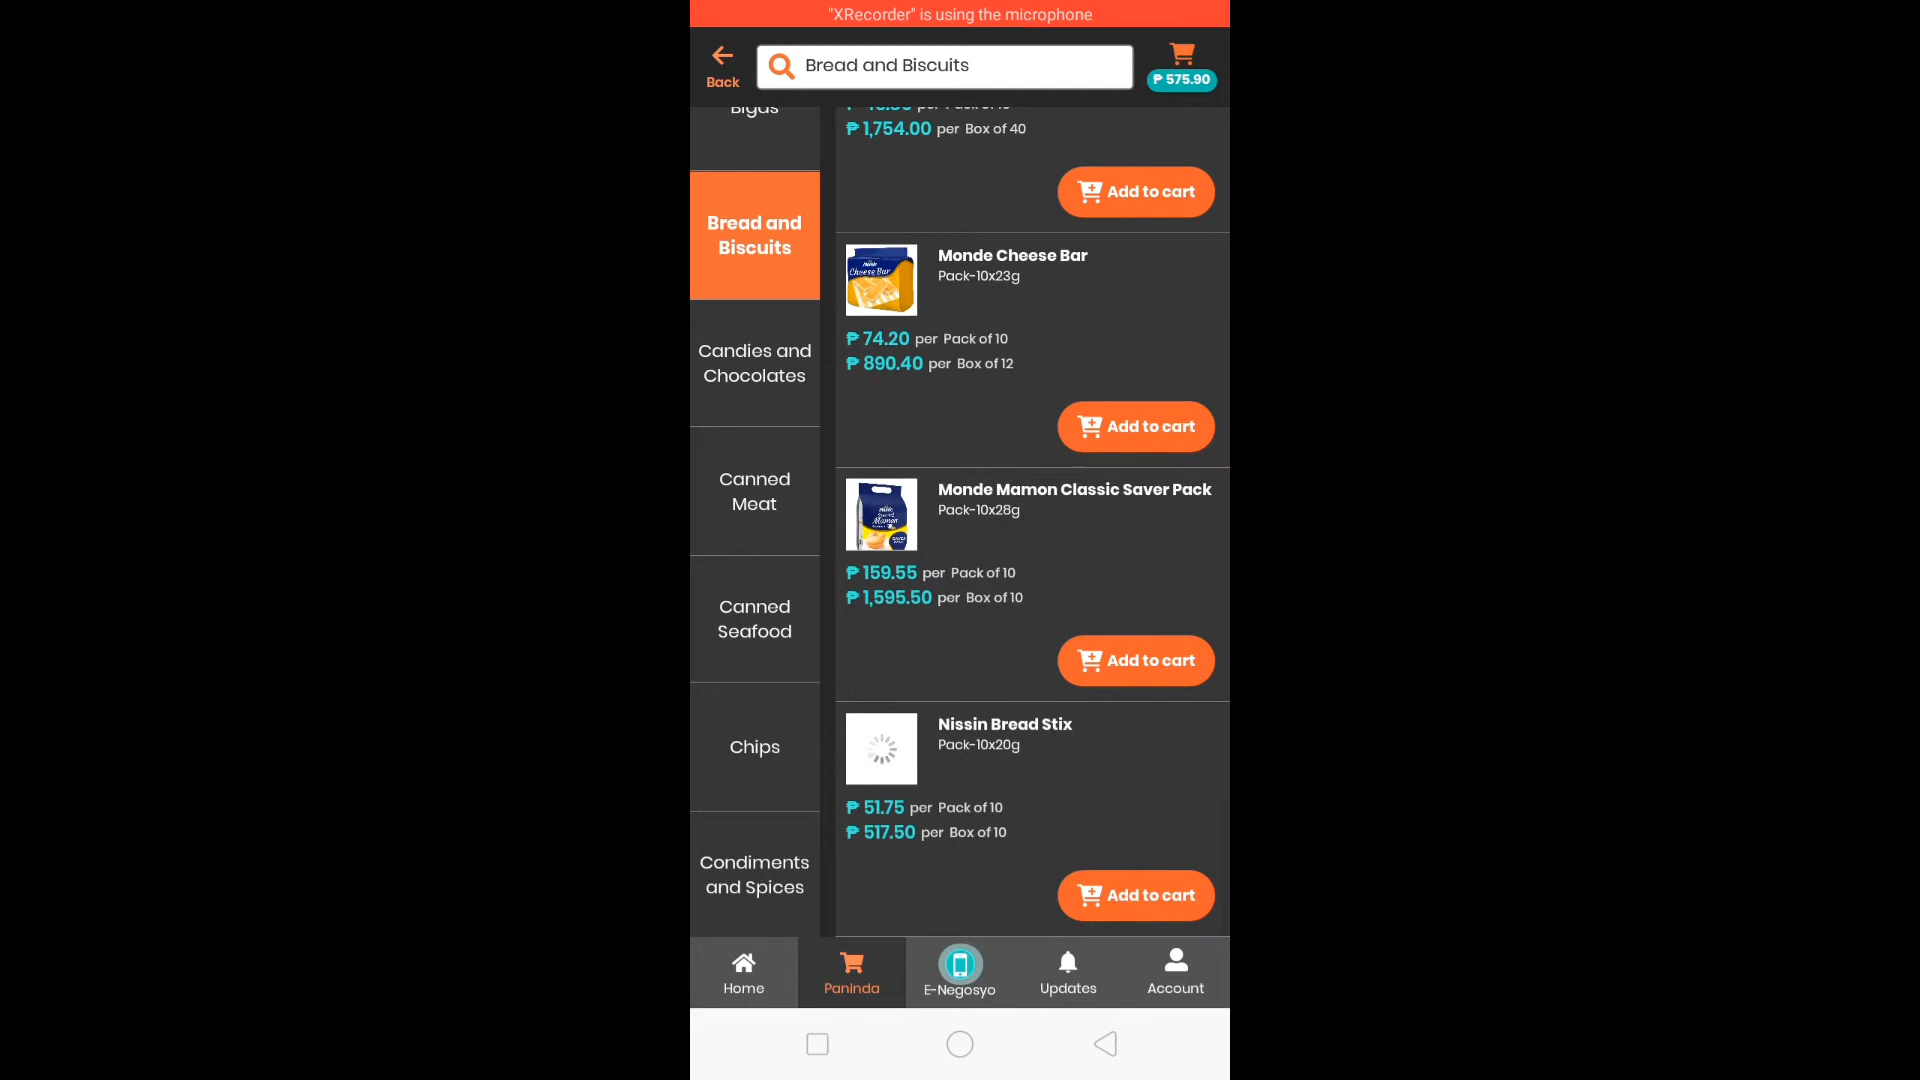 "XRecorder" is using the microphone
Back
Bread and Biscuits
₱ 575.90
Bigas
Bread and
Biscuits
Candies and
Chocolates
Canned
Meat
Canned
Seafood
Chips
Condiments
and Spices
₱ 1,754.00 per Box of 40
Add to cart
Monde Cheese Bar
Pack-10x23g
Cheese Bar
₱ 74.20 per Pack of 10
₱ 890.40 per Box of 12
Add to cart
Monde Mamon Classic Saver Pack
Pack-10x28g
Mamon
₱ 159.55 per Pack of 10
₱ 1,595.50 per Box of 10
Add to cart
Nissin Bread Stix
Pack-10x20g
₱ 51.75 per Pack of 10
₱ 517.50 per Box of 10
Add to cart
Home
Paninda
E-Negosyo
Updates
Account